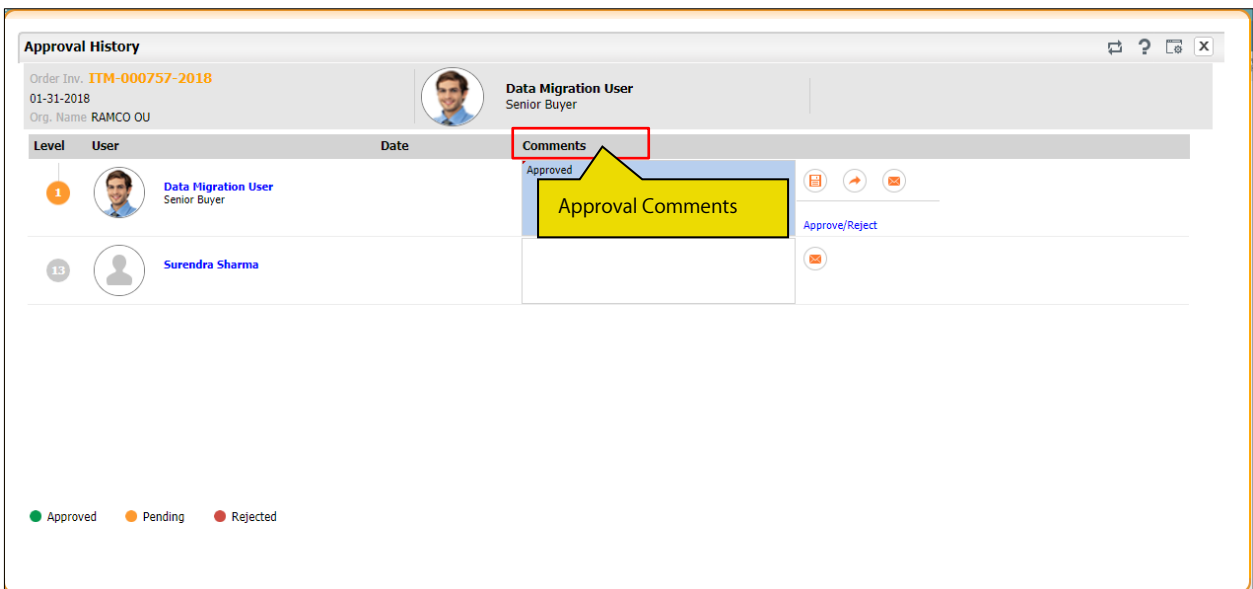 Approval History
Order Inv. ITM-000757-2018
01-31-2018
Org. Name RAMCO OU
Data Migration User
Senior Buyer
Level User Date Comments
1
Data Migration User
Senior Buyer
Approved
Approval Comments
Approve/Reject
13
Surendra Sharma
Approved Pending Rejected